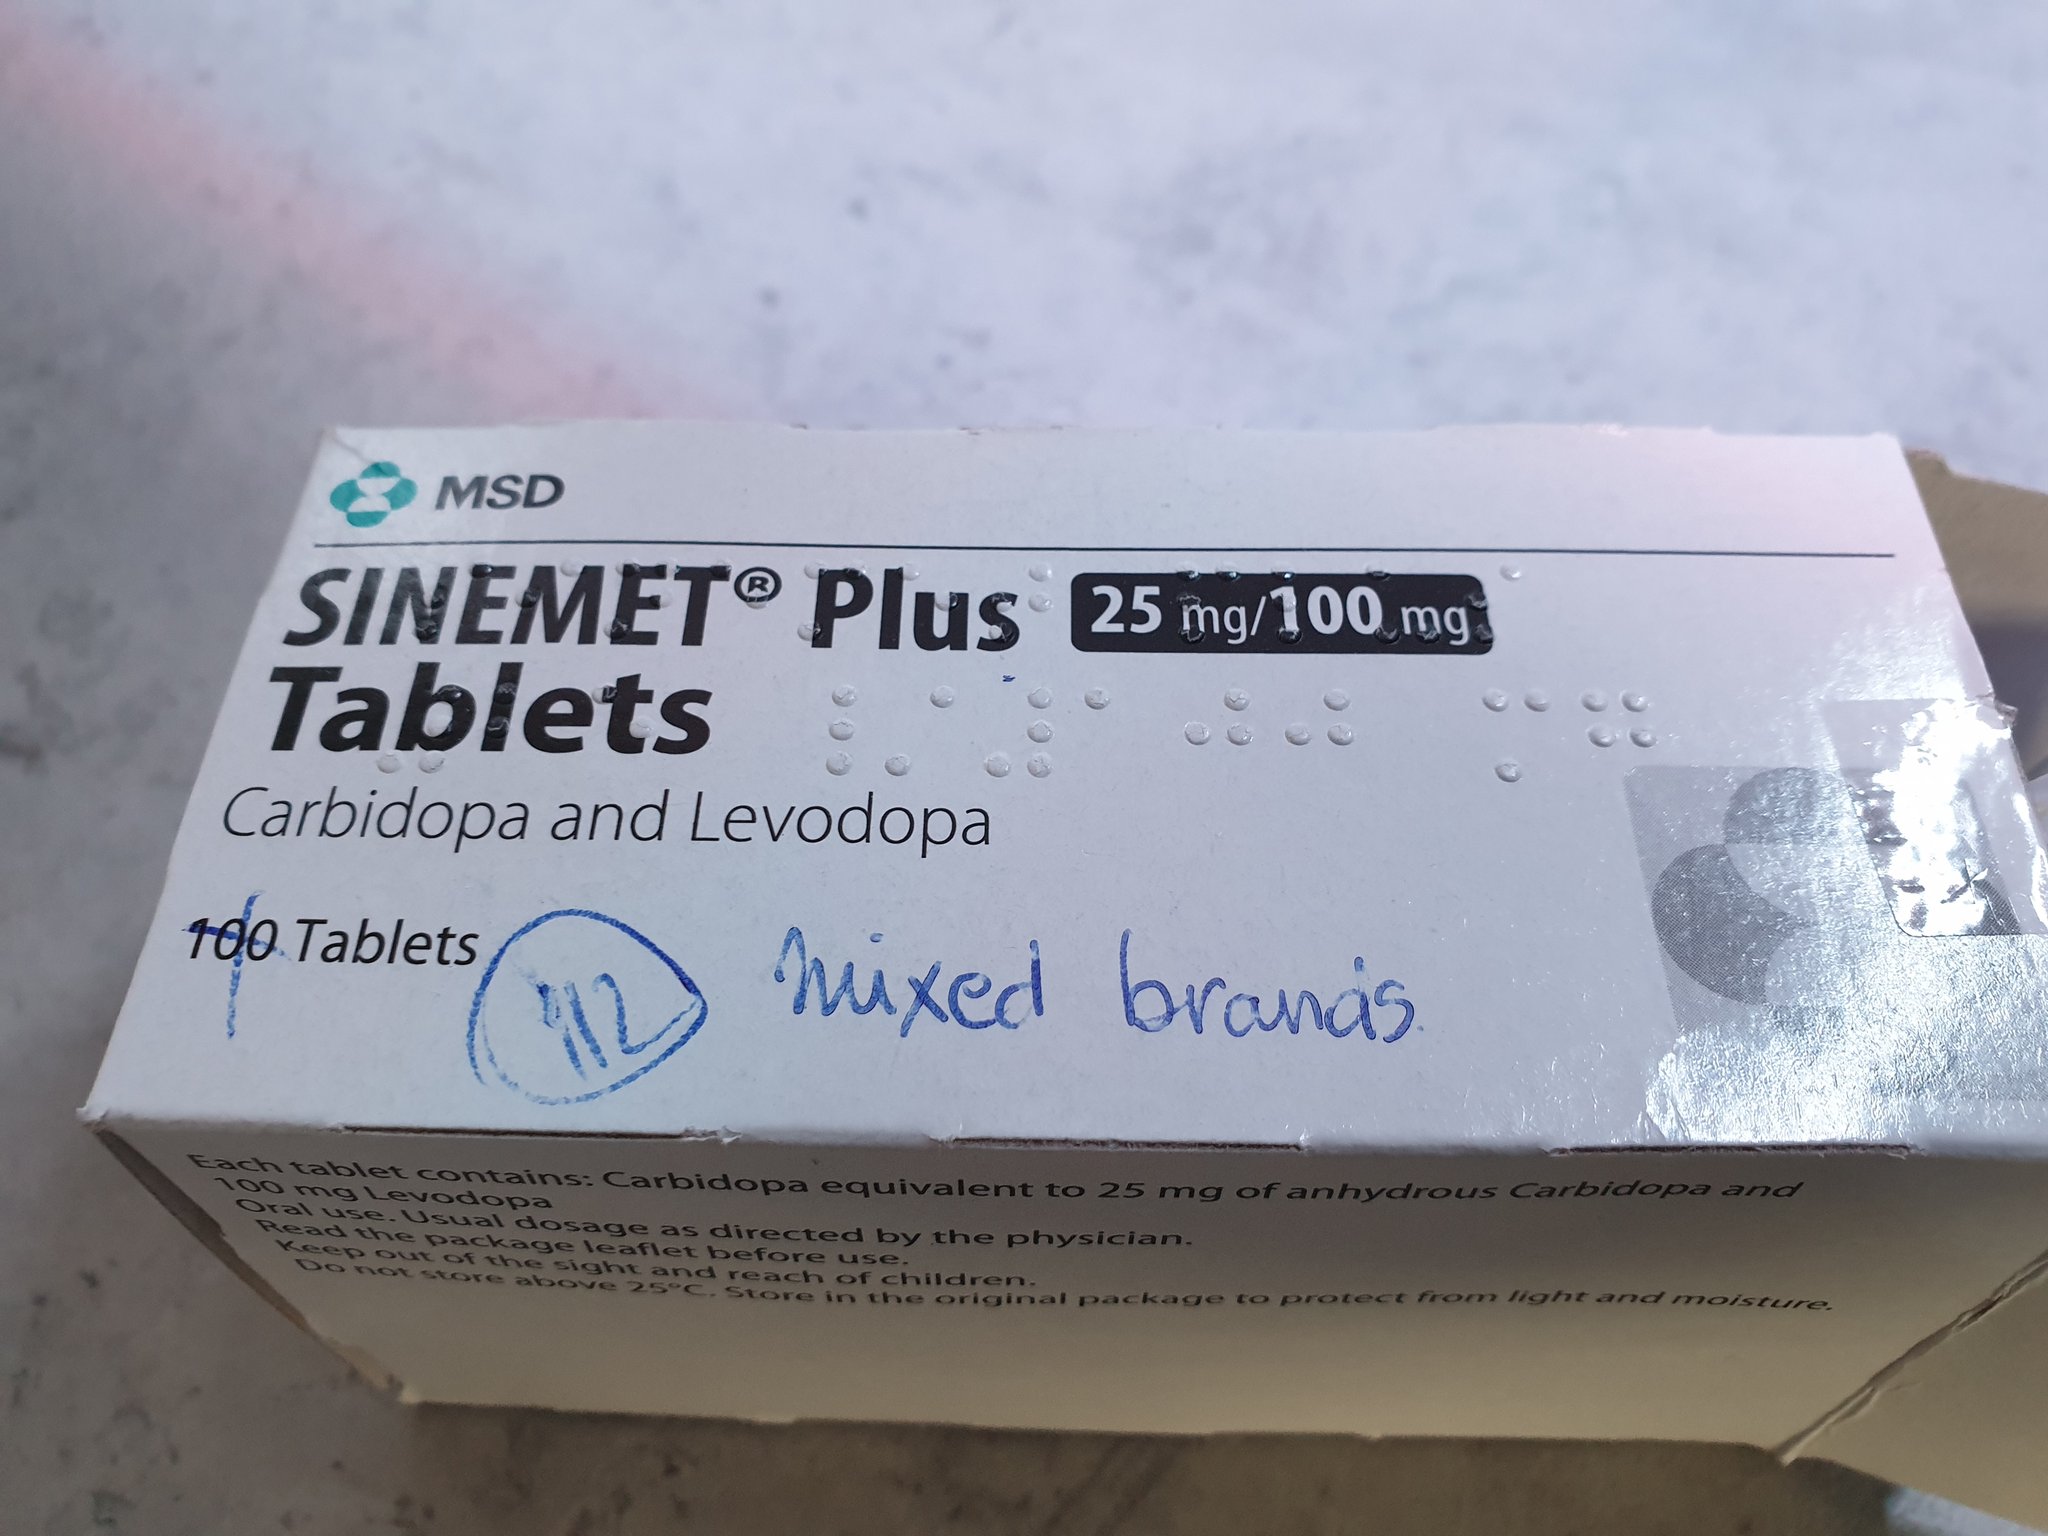 MSD
SINEMET® Plus 25 mg/100 mg
Tablets
Carbidopa and Levodopa
100 Tablets 112 mixed brands.
Each tablet contains: Carbidopa equivalent to 25 mg of anhydrous Carbidopa and
100 mg Levodopa
Oral use. Usual dosage as directed by the physician.
Read the package leaflet before use.
Keep out of the sight and reach of children.
Do not store above 25°C. Store in the original package to protect from light and moisture.